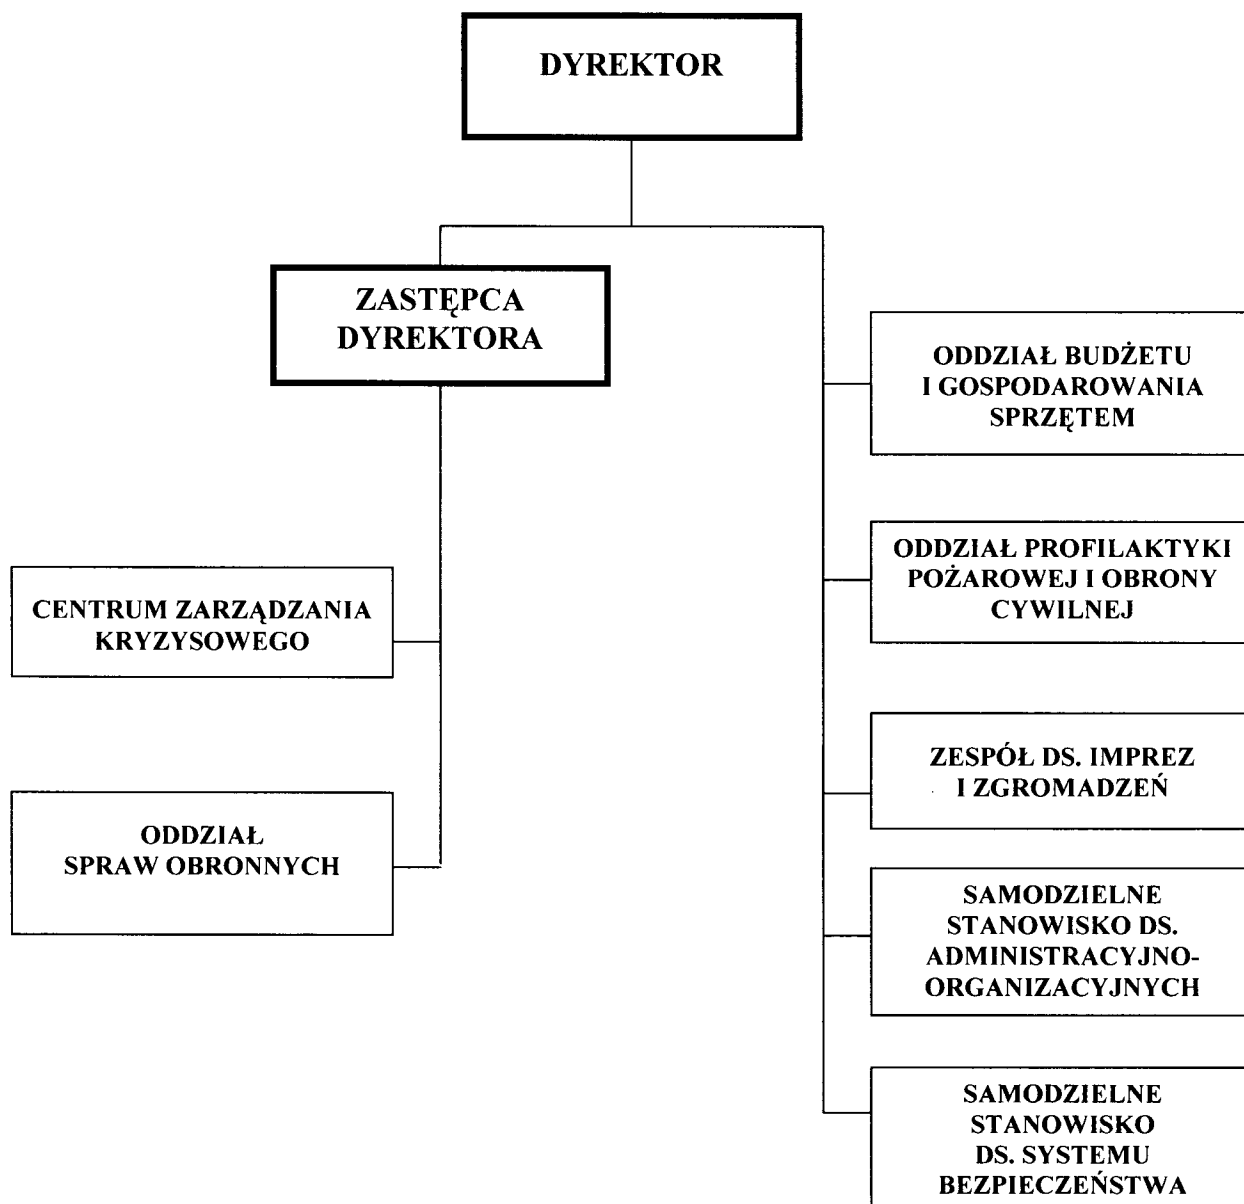 DYREKTOR
ZASTĘPCA
DYREKTORA
CENTRUM ZARZĄDZANIA
KRYZYSOWEGO
ODDZIAŁ
SPRAW OBRONNYCH
ODDZIAŁ BUDŻETU
I GOSPODAROWANIA
SPRZĘTEM
ODDZIAŁ PROFILAKTYKI
POŻAROWEJ I OBRONY
CYWILNEJ
ZESPÓŁ DS. IMPREZ
I ZGROMADZEŃ
SAMODZIELNE
STANOWISKO DS.
ADMINISTRACYJNO-
ORGANIZACYJNYCH
SAMODZIELNE
STANOWISKO
DS. SYSTEMU
BEZPIECZEŃSTWA